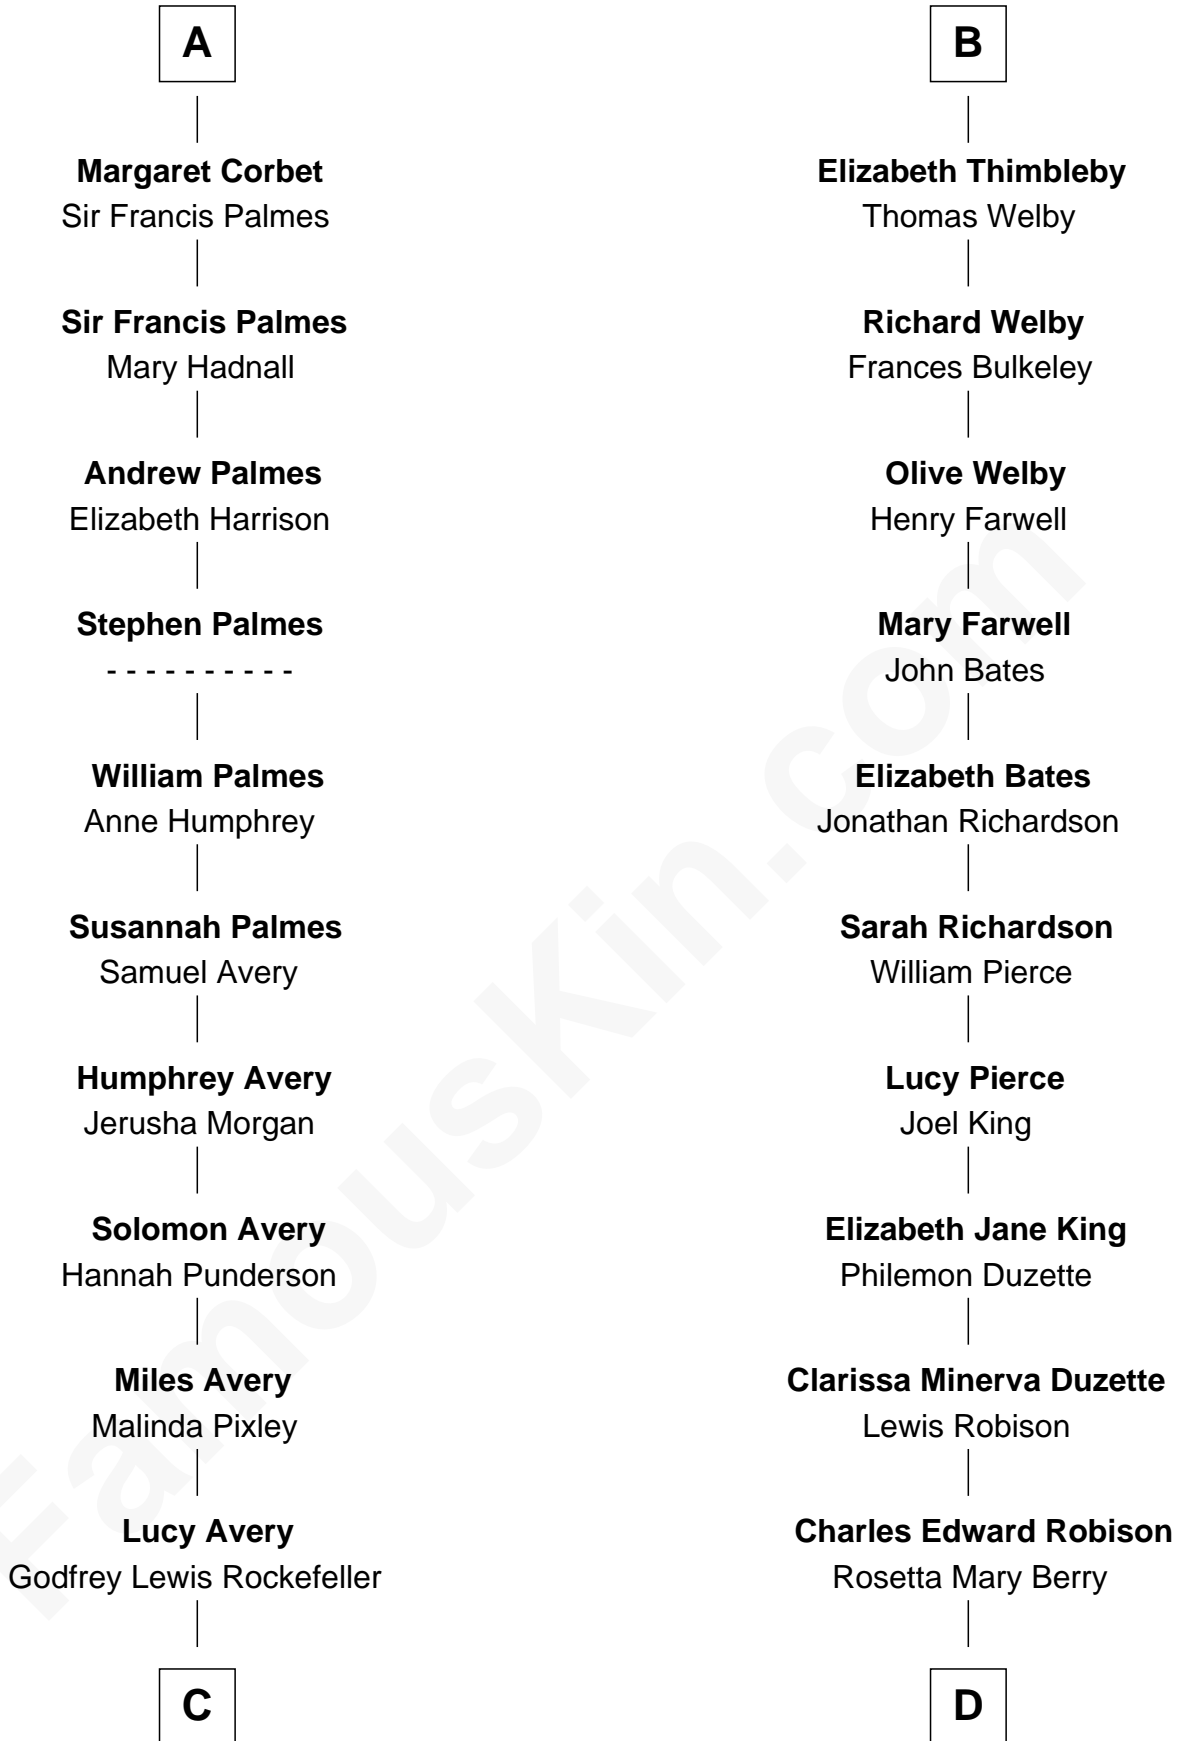 A
Margaret Corbet
Sir Francis Palmes
Sir Francis Palmes
Mary Hadnall
Andrew Palmes
Elizabeth Harrison
Stephen Palmes
- - - - - - - - - -
William Palmes
Anne Humphrey
Susannah Palmes
Samuel Avery
Humphrey Avery
Jerusha Morgan
Solomon Avery
Hannah Punderson
Miles Avery
Malinda Pixley
Lucy Avery
Godfrey Lewis Rockefeller
C
B
Elizabeth Thimbleby
Thomas Welby
Richard Welby
Frances Bulkeley
Olive Welby
Henry Farwell
Mary Farwell
John Bates
Elizabeth Bates
Jonathan Richardson
Sarah Richardson
William Pierce
Lucy Pierce
Joel King
Elizabeth Jane King
Philemon Duzette
Clarissa Minerva Duzette
Lewis Robison
Charles Edward Robison
Rosetta Mary Berry
D
FamousKin.com